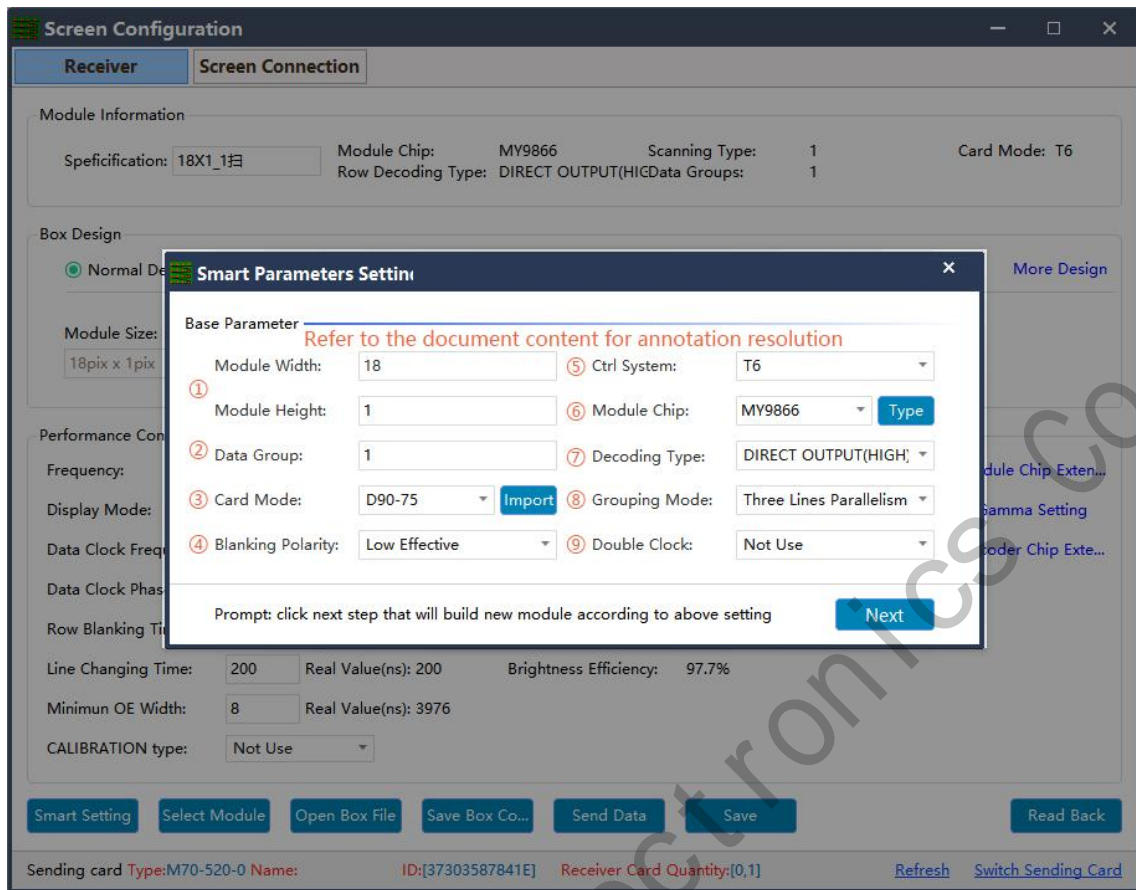 Screen Configuration
Receiver Screen Connection
Module Information
Speficification: 18X1_1扫 Module Chip: MY9866 Scanning Type: 1 Card Mode: T6
Row Decoding Type: DIRECT OUTPUT(HIG Data Groups: 1
Box Design
Normal De More Design
Smart Parameters Settin
Module Size:
18pix x 1pix
Base Parameter
Refer to the document content for annotation resolution
① Module Width: 18 ⑤ Ctrl System: T6
Module Height: 1 ⑥ Module Chip: MY9866 Type
② Data Group: 1 ⑦ Decoding Type: DIRECT OUTPUT(HIGH)
③ Card Mode: D90-75 Import ⑧ Grouping Mode: Three Lines Parallelism
④ Blanking Polarity: Low Effective ⑨ Double Clock: Not Use
Prompt: click next step that will build new module according to above setting Next
Performance Con
Frequency: dule Chip Exten...
Display Mode: Gamma Setting
Data Clock Frequ coder Chip Exte...
Data Clock Phas
Row Blanking Ti
Line Changing Time: 200 Real Value(ns): 200 Brightness Efficiency: 97.7%
Minimun OE Width: 8 Real Value(ns): 3976
CALIBRATION type: Not Use
Smart Setting Select Module Open Box File Save Box Co... Send Data Save Read Back
Sending card Type:M70-520-0 Name: ID:[37303587841E] Receiver Card Quantity:[0,1] Refresh Switch Sending Card
ectronics Co